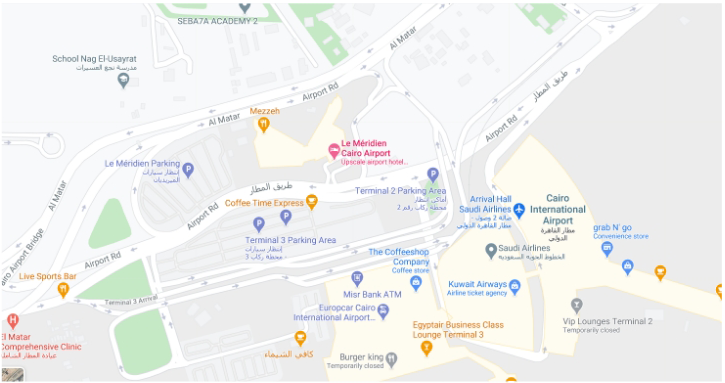 SEBA7A ACADEMY 2
Al Matar
School Nag El-Usayrat
مدرسة نجع العسيرات
Airport Rd
طريق المطار
Al Matar
Mezzeh
Airport Rd
Le Méridien
Cairo Airport
Upscale airport hotel...
Le Méridien Parking
إنتظار سيارات
الميريديان
Al Matar
طريق المطار
Terminal 2 Parking Area
أماكن إنتظار
محطة ركاب رقم 2
Coffee Time Express
Airport Rd
Arrival Hall
Saudi Airlines
صالة 2 وصول
مطار القاهرة الدولي
Cairo
International
Airport
مطار القاهرة
الدولي
grab N' go
Convenience store
Terminal 3 Parking Area
إنتظار سيارات
محطة ركاب 3
The Coffeeshop
Company
Coffee store
Saudi Airlines
الخطوط الجوية السعودية
Airport Rd
airo Airport Bridge
Live Sports Bar
Terminal 3 Arrival
Misr Bank ATM
Kuwait Airways
Airline ticket agency
Europcar Cairo
International Airport...
Vip Lounges Terminal 2
Temporarily closed
El Matar
Comprehensive Clinic
عيادة المطار الشاملة
Egyptair Business Class
Lounge Terminal 3
كافي الشيماء
Burger king
Temporarily closed